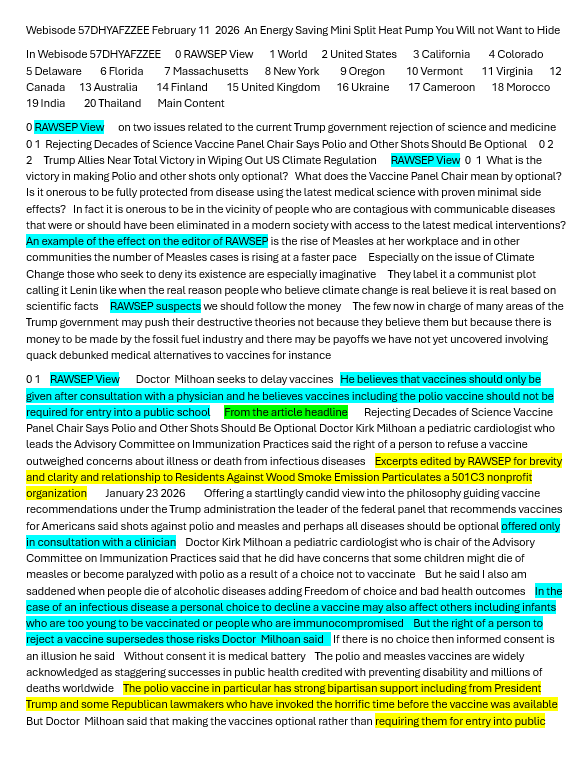 Webisode 57DHYAFZZEE February 11  2026  An Energy Saving Mini Split Heat Pump You Will not Want to Hide
In Webisode 57DHYAFZZEE     0 RAWSEP View     1 World     2 United States     3 California     4 Colorado
5 Delaware     6 Florida     7 Massachusetts     8 New York     9 Oregon     10 Vermont     11 Virginia     12
Canada     13 Australia     14 Finland     15 United Kingdom     16 Ukraine     17 Cameroon     18 Morocco
19 India     20 Thailand     Main Content
0 RAWSEP View     on two issues related to the current Trump government rejection of science and medicine
0 1  Rejecting Decades of Science Vaccine Panel Chair Says Polio and Other Shots Should Be Optional     0 2
2     Trump Allies Near Total Victory in Wiping Out US Climate Regulation     RAWSEP View  0  1  What is the
victory in making Polio and other shots only optional?  What does the Vaccine Panel Chair mean by optional?
Is it onerous to be fully protected from disease using the latest medical science with proven minimal side
effects?  In fact it is onerous to be in the vicinity of people who are contagious with communicable diseases
that were or should have been eliminated in a modern society with access to the latest medical interventions?
An example of the effect on the editor of RAWSEP is the rise of Measles at her workplace and in other
communities the number of Measles cases is rising at a faster pace     Especially on the issue of Climate
Change those who seek to deny its existence are especially imaginative     They label it a communist plot
calling it Lenin like when the real reason people who believe climate change is real believe it is real based on
scientific facts     RAWSEP suspects we should follow the money     The few now in charge of many areas of the
Trump government may push their destructive theories not because they believe them but because there is
money to be made by the fossil fuel industry and there may be payoffs we have not yet uncovered involving
quack debunked medical alternatives to vaccines for instance
0 1     RAWSEP View     Doctor  Milhoan seeks to delay vaccines     He believes that vaccines should only be
given after consultation with a physician and he believes vaccines including the polio vaccine should not be
required for entry into a public school     From the article headline     Rejecting Decades of Science Vaccine
Panel Chair Says Polio and Other Shots Should Be Optional Doctor Kirk Milhoan a pediatric cardiologist who
leads the Advisory Committee on Immunization Practices said the right of a person to refuse a vaccine
outweighed concerns about illness or death from infectious diseases     Excerpts edited by RAWSEP for brevity
and clarity and relationship to Residents Against Wood Smoke Emission Particulates a 501C3 nonprofit
organization     January 23 2026     Offering a startlingly candid view into the philosophy guiding vaccine
recommendations under the Trump administration the leader of the federal panel that recommends vaccines
for Americans said shots against polio and measles and perhaps all diseases should be optional offered only
in consultation with a clinician     Doctor Kirk Milhoan a pediatric cardiologist who is chair of the Advisory
Committee on Immunization Practices said that he did have concerns that some children might die of
measles or become paralyzed with polio as a result of a choice not to vaccinate     But he said I also am
saddened when people die of alcoholic diseases adding Freedom of choice and bad health outcomes     In the
case of an infectious disease a personal choice to decline a vaccine may also affect others including infants
who are too young to be vaccinated or people who are immunocompromised     But the right of a person to
reject a vaccine supersedes those risks Doctor  Milhoan said     If there is no choice then informed consent is
an illusion he said     Without consent it is medical battery     The polio and measles vaccines are widely
acknowledged as staggering successes in public health credited with preventing disability and millions of
deaths worldwide     The polio vaccine in particular has strong bipartisan support including from President
Trump and some Republican lawmakers who have invoked the horrific time before the vaccine was available
But Doctor  Milhoan said that making the vaccines optional rather than requiring them for entry into public